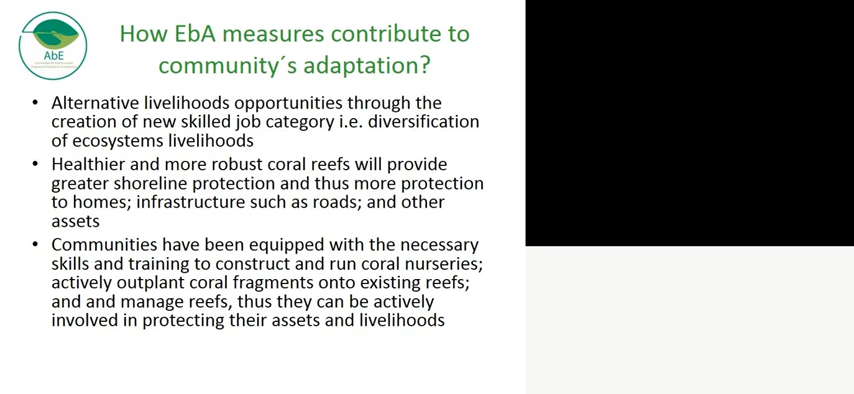 AbE
How EbA measures contribute to
community´s adaptation?
• Alternative livelihoods opportunities through the
creation of new skilled job category i.e. diversification
of ecosystems livelihoods
• Healthier and more robust coral reefs will provide
greater shoreline protection and thus more protection
to homes; infrastructure such as roads; and other
assets
• Communities have been equipped with the necessary
skills and training to construct and run coral nurseries;
actively outplant coral fragments onto existing reefs;
and and manage reefs, thus they can be actively
involved in protecting their assets and livelihoods